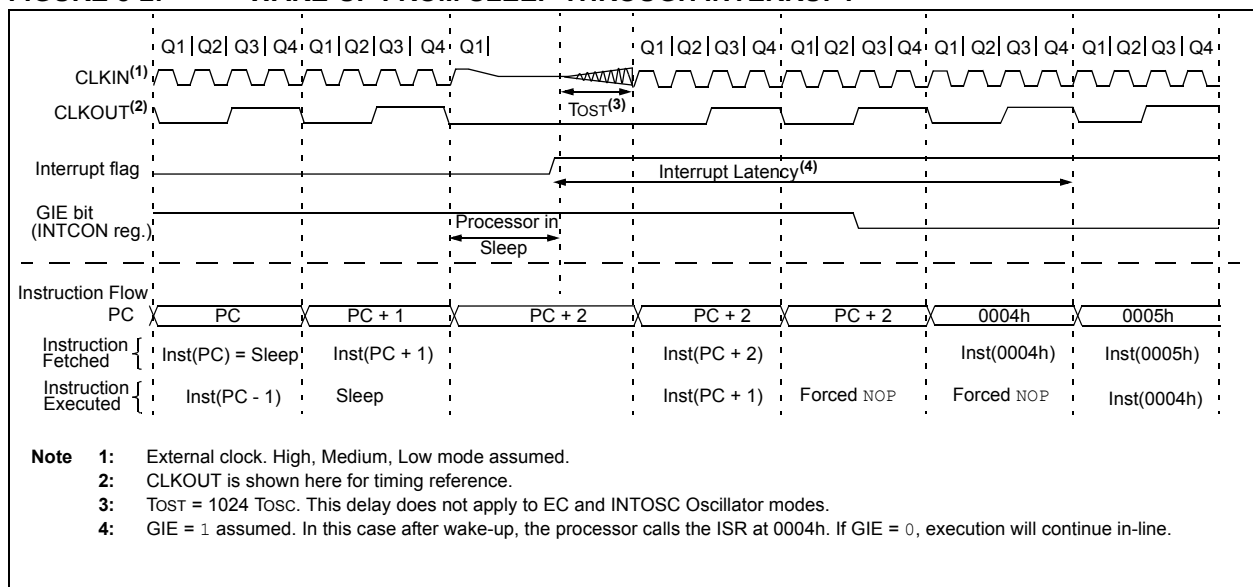 Q1 Q2 Q3 Q4 Q1 Q2 Q3 Q4 Q1 Q1 Q2 Q3 Q4 Q1 Q2 Q3 Q4 Q1 Q2 Q3 Q4 Q1 Q2 Q3 Q4
CLKIN(1)
CLKOUT(2)
TOST(3)
Interrupt flag
Interrupt Latency(4)
GIE bit
(INTCON reg.)
Processor in
Sleep
Instruction Flow
PC PC PC + 1 PC + 2 PC + 2 PC + 2 0004h 0005h
Instruction
Fetched
Inst(PC) = Sleep Inst(PC + 1) Inst(PC + 2) Inst(0004h) Inst(0005h)
Instruction
Executed
Inst(PC - 1) Sleep Inst(PC + 1) Forced NOP Forced NOP Inst(0004h)
Note 1: External clock. High, Medium, Low mode assumed.
2: CLKOUT is shown here for timing reference.
3: TOST = 1024 TOSC. This delay does not apply to EC and INTOSC Oscillator modes.
4: GIE = 1 assumed. In this case after wake-up, the processor calls the ISR at 0004h. If GIE = 0, execution will continue in-line.